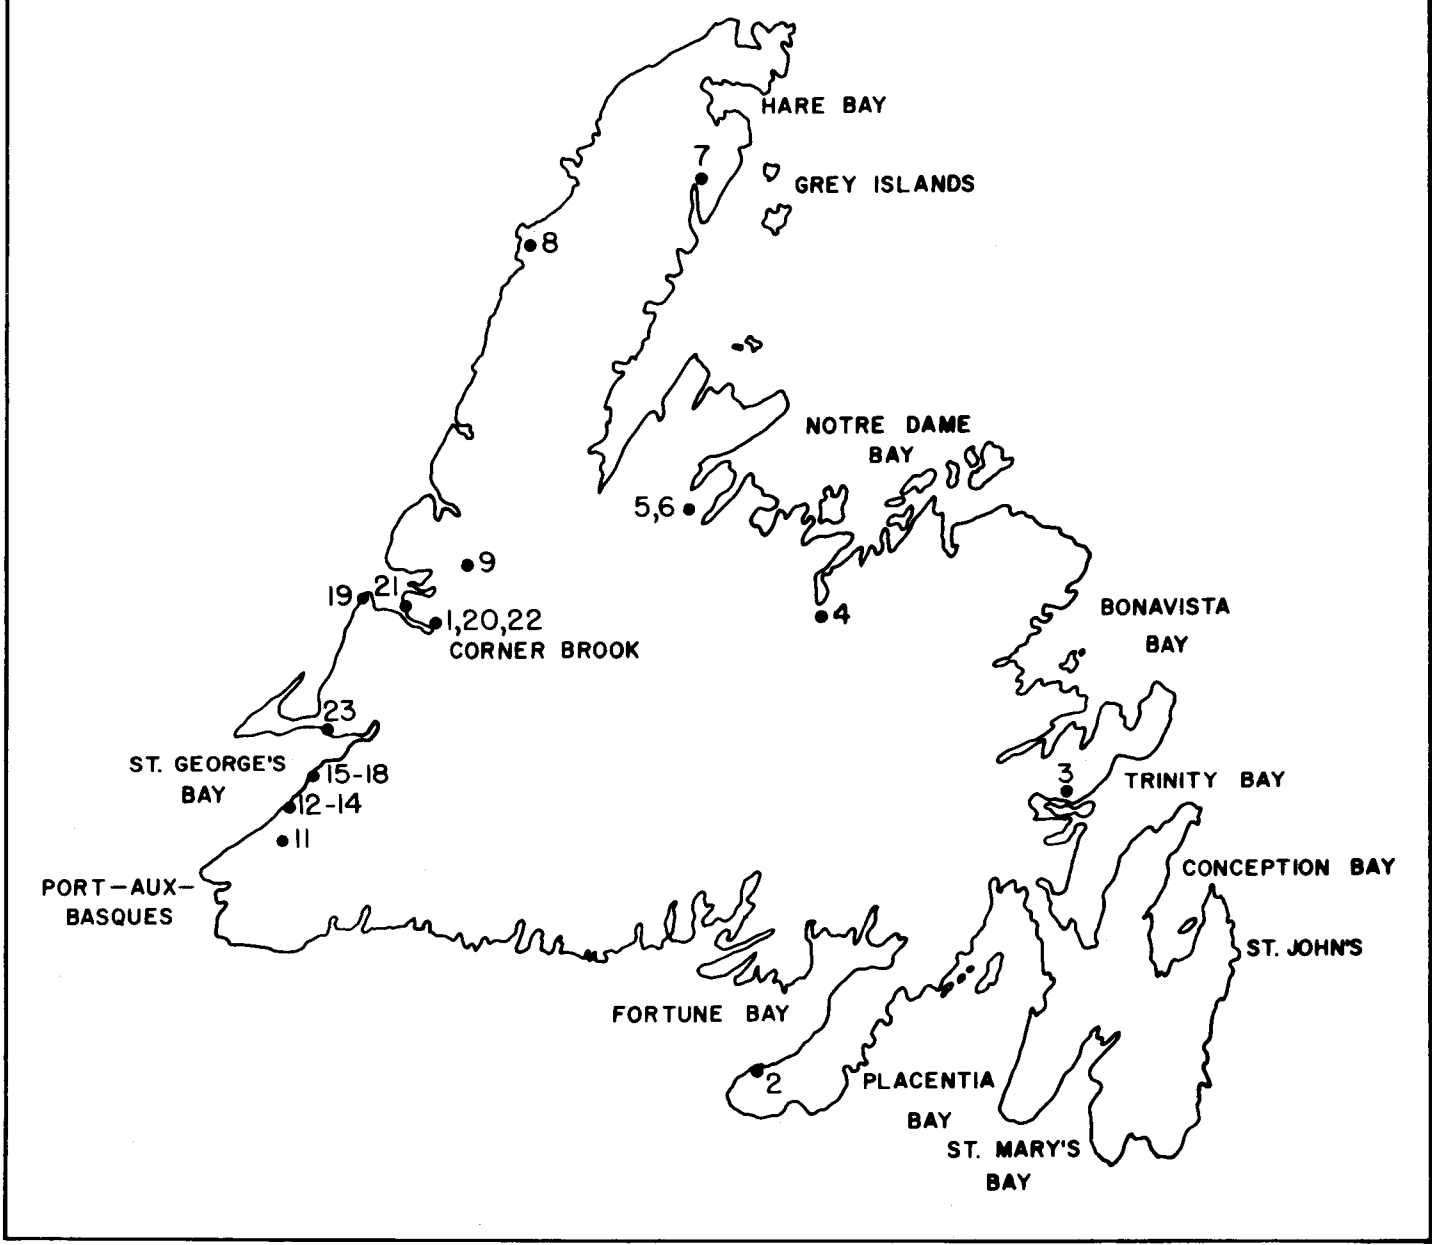 HARE BAY
7
GREY ISLANDS
8
NOTRE DAME
BAY
5,6
9
19
21
1,20,22
CORNER BROOK
4
BONAVISTA
BAY
23
ST. GEORGE'S
BAY
15-18
12-14
11
3
TRINITY BAY
PORT-AUX-
BASQUES
CONCEPTION BAY
ST. JOHN'S
FORTUNE BAY
2
PLACENTIA
BAY
ST. MARY'S
BAY